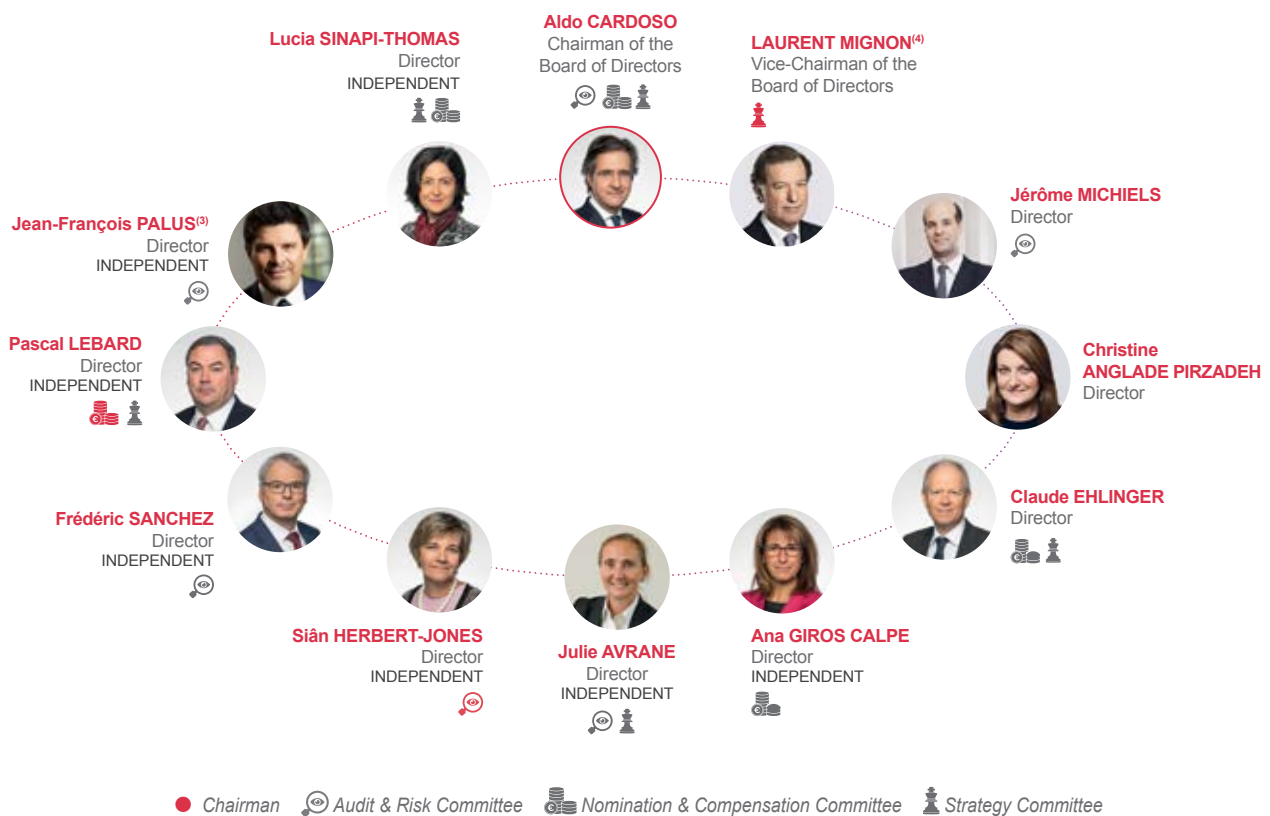 Aldo CARDOSO
Chairman of the
Board of Directors
Lucia SINAPI-THOMAS
Director
INDEPENDENT
LAURENT MIGNON(4)
Vice-Chairman of the
Board of Directors
Jean-François PALUS(3)
Director
INDEPENDENT
Jérôme MICHIELS
Director
Pascal LEBARD
Director
INDEPENDENT
Christine
ANGLADE PIRZADEH
Director
Frédéric SANCHEZ
Director
INDEPENDENT
Claude EHLINGER
Director
Siân HERBERT-JONES
Director
INDEPENDENT
Julie AVRANE
Director
INDEPENDENT
Ana GIROS CALPE
Director
INDEPENDENT
Chairman Audit & Risk Committee Nomination & Compensation Committee Strategy Committee